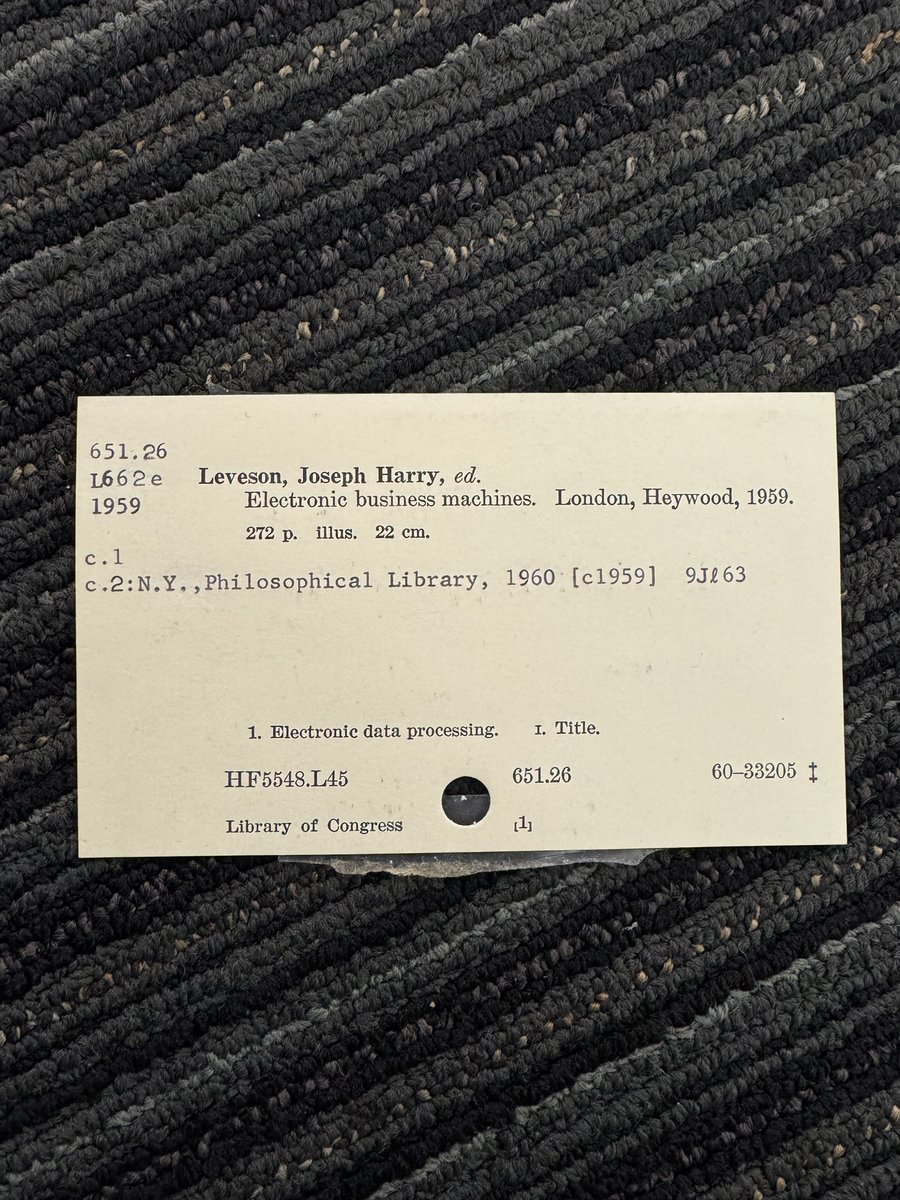 651.26
L662e Leveson, Joseph Harry, ed.
1959 Electronic business machines. London, Heywood, 1959.
272 p. illus. 22 cm.
c.1
c.2:N.Y.,Philosophical Library, 1960 [c1959] 9Jl63
1. Electronic data processing. I. Title.
HF5548.L45 651.26 60–33205 ‡
Library of Congress [1]